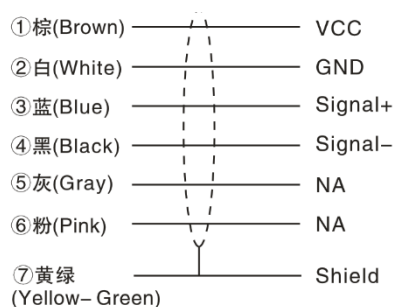 ①棕(Brown) VCC
②白(White) GND
③蓝(Blue) Signal+
④黑(Black) Signal−
⑤灰(Gray) NA
⑥粉(Pink) NA
⑦黄绿 Shield
(Yellow− Green)